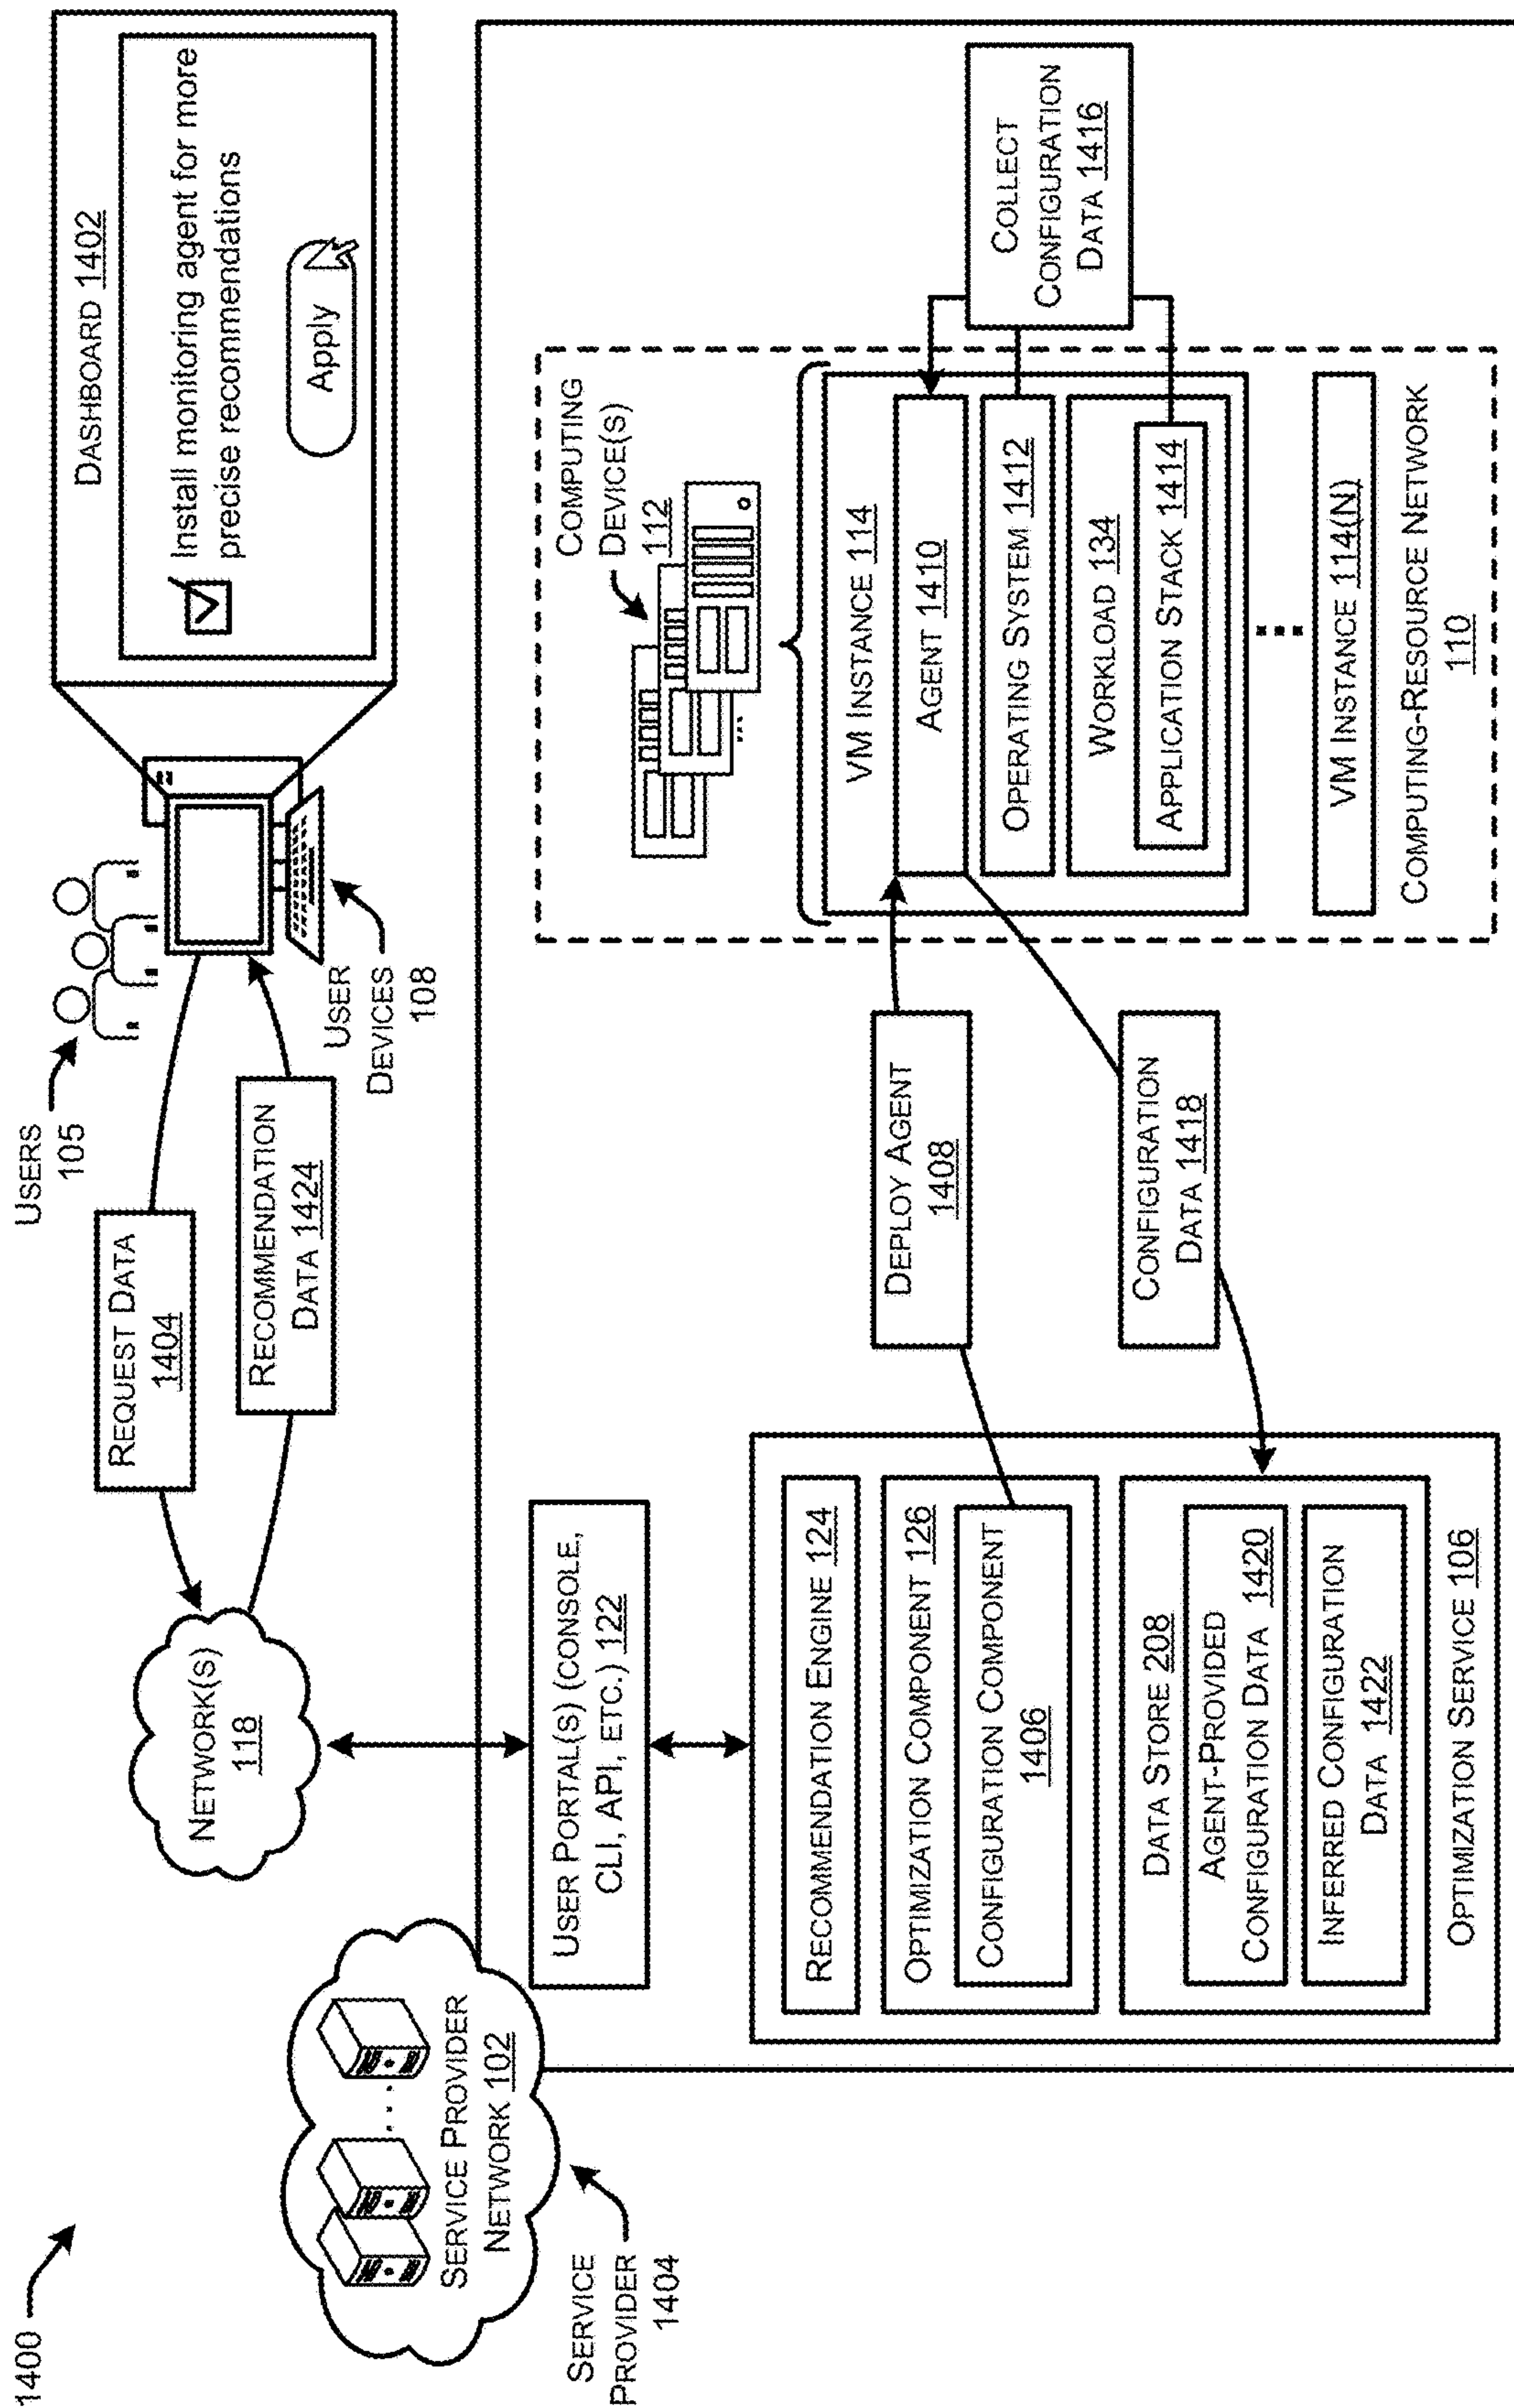 1400
USERS
105
REQUEST DATA
1404
RECOMMENDATION
DATA 1424
USER
DEVICES
108
NETWORK(S)
118
DASHBOARD 1402
Install monitoring agent for more
precise recommendations
Apply
SERVICE PROVIDER
NETWORK 102
SERVICE
PROVIDER
1404
USER PORTAL(S) (CONSOLE,
CLI, API, ETC.) 122
RECOMMENDATION ENGINE 124
OPTIMIZATION COMPONENT 126
CONFIGURATION COMPONENT
1406
DATA STORE 208
AGENT-PROVIDED
CONFIGURATION DATA 1420
INFERRED CONFIGURATION
DATA 1422
OPTIMIZATION SERVICE 106
DEPLOY AGENT
1408
CONFIGURATION
DATA 1418
COMPUTING
DEVICE(S)
112
VM INSTANCE 114
AGENT 1410
OPERATING SYSTEM 1412
WORKLOAD 134
APPLICATION STACK 1414
VM INSTANCE 114(N)
COMPUTING-RESOURCE NETWORK
110
COLLECT
CONFIGURATION
DATA 1416